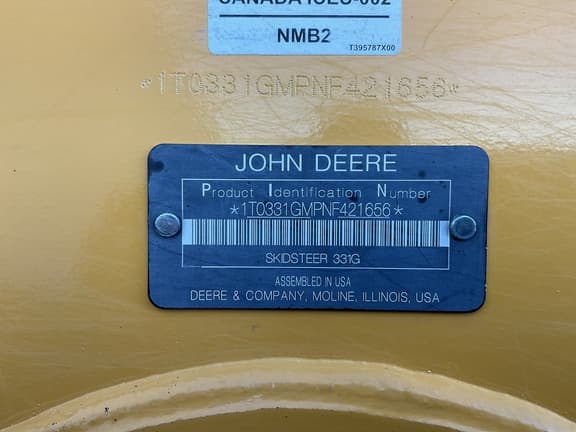 CANADA ICES-002
NMB2
T395787X00
*1T0331GMPNF421656*
JOHN DEERE
Product Identification Number
*1T0331GMPNF421656*
SKIDSTEER 331G
ASSEMBLED IN USA
DEERE & COMPANY, MOLINE, ILLINOIS, USA